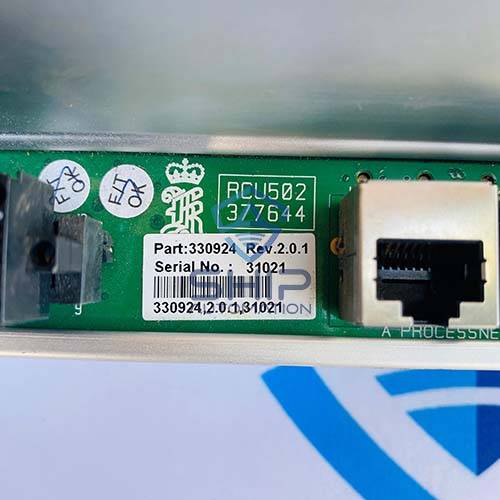 FAT
OK
FAT
OK
RCU502
377644
Part:330924 Rev.2.0.1
Serial No.: 31021
330924,2.0.1,31021
SHIP
A PROCESSNE